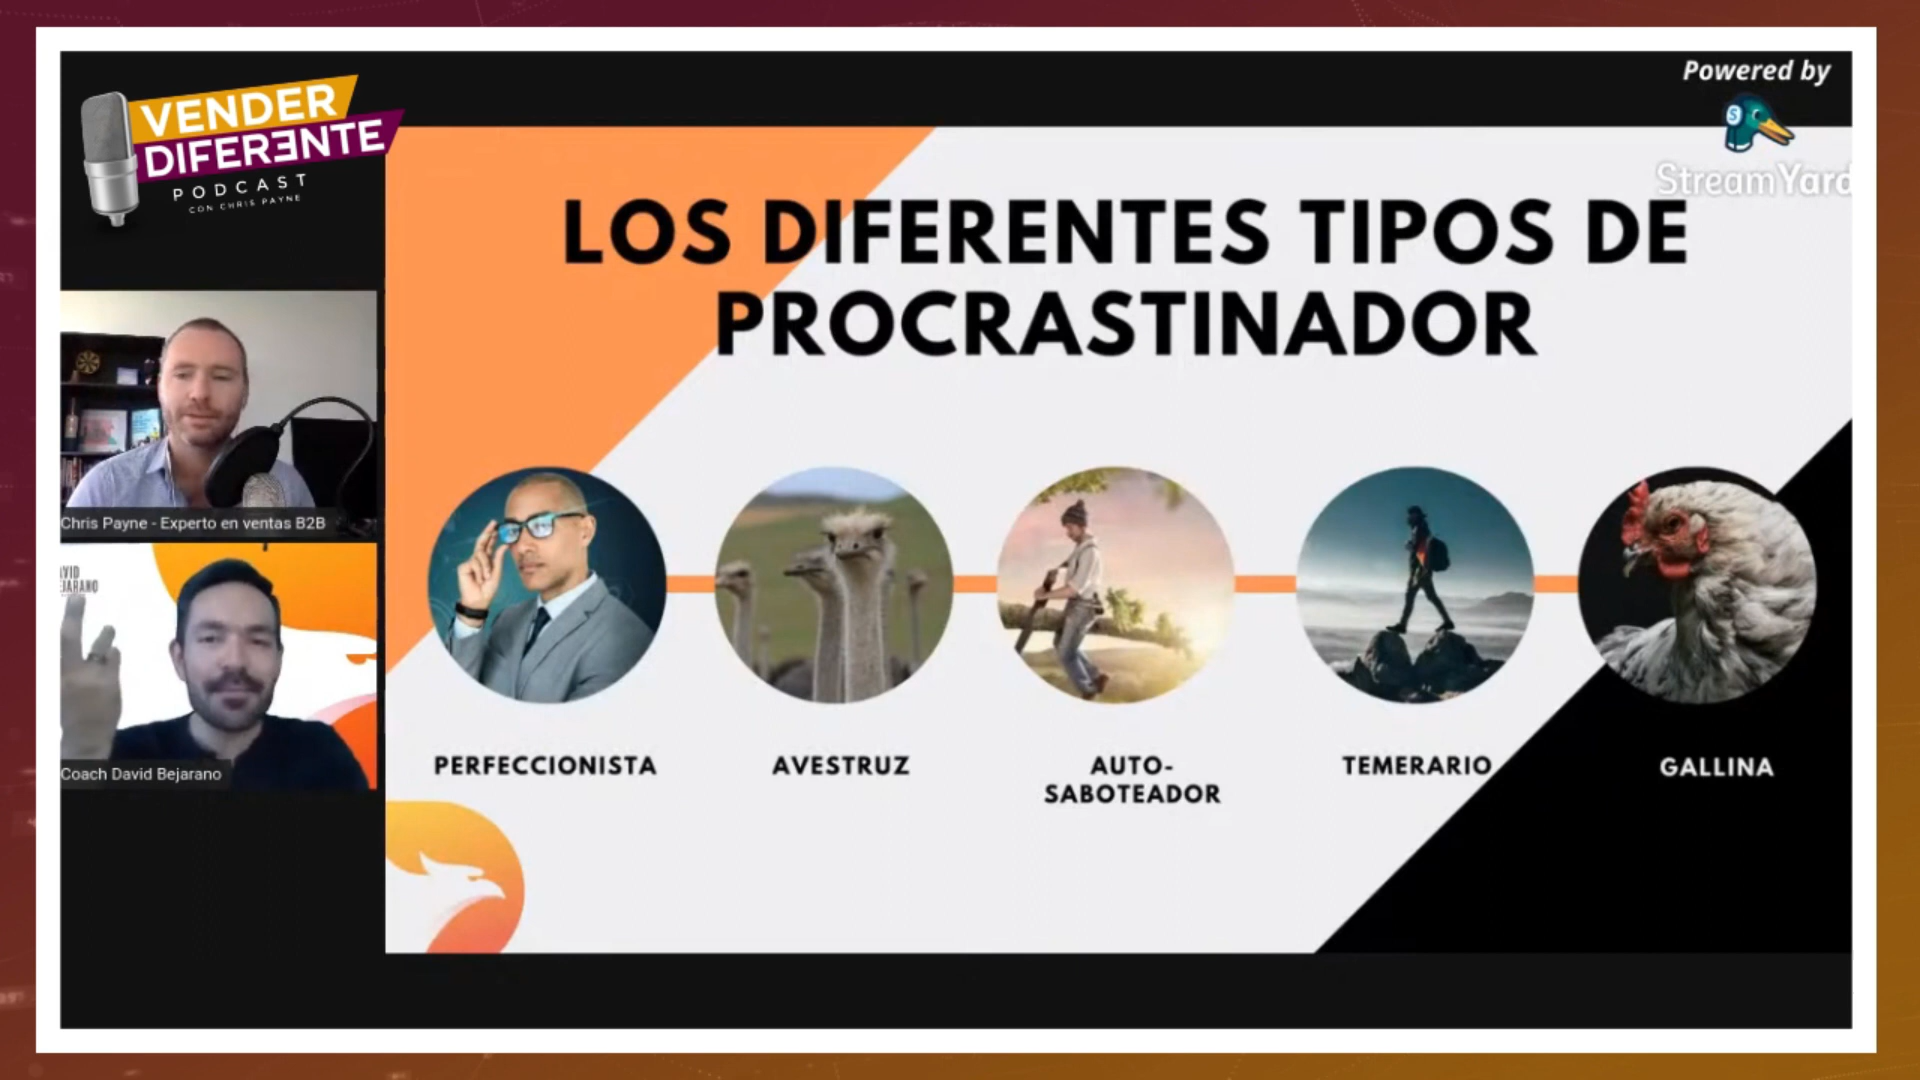 VENDER
DIFERƎNTE
PODCAST
CON CHRIS PAYNE
Powered by
StreamYard
LOS DIFERENTES TIPOS DE
PROCRASTINADOR
Chris Payne - Experto en ventas B2B
Coach David Bejarano
PERFECCIONISTA
AVESTRUZ
AUTO-
SABOTEADOR
TEMERARIO
GALLINA